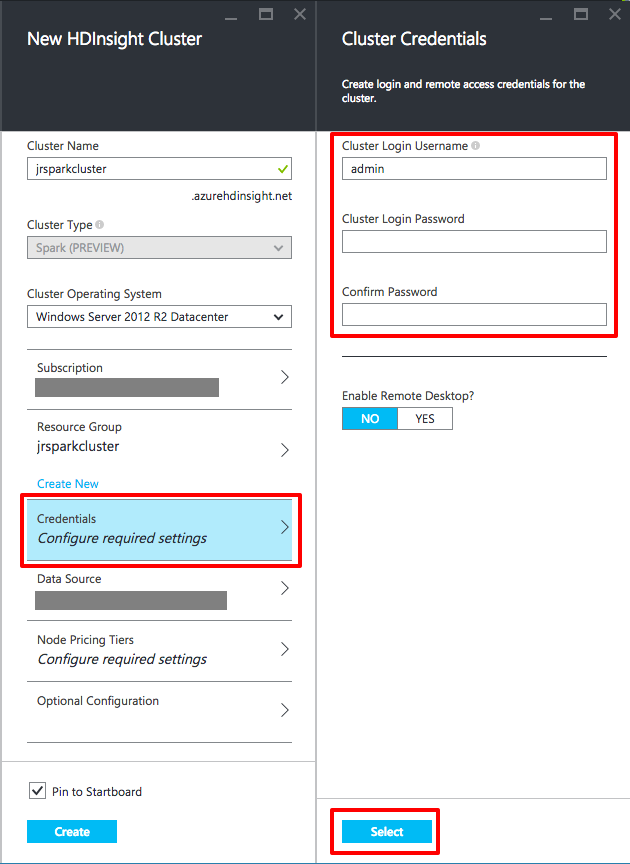 New HDInsight Cluster
Cluster Name
jrsparkcluster
.azurehdinsight.net
Cluster Type
Spark (PREVIEW)
Cluster Operating System
Windows Server 2012 R2 Datacenter
Subscription
Resource Group
jrsparkcluster
Create New
Credentials
Configure required settings
Data Source
Node Pricing Tiers
Configure required settings
Optional Configuration
Pin to Startboard
Create
Cluster Credentials
Create login and remote access credentials for the
cluster.
Cluster Login Username
admin
Cluster Login Password
Confirm Password
Enable Remote Desktop?
NO YES
Select